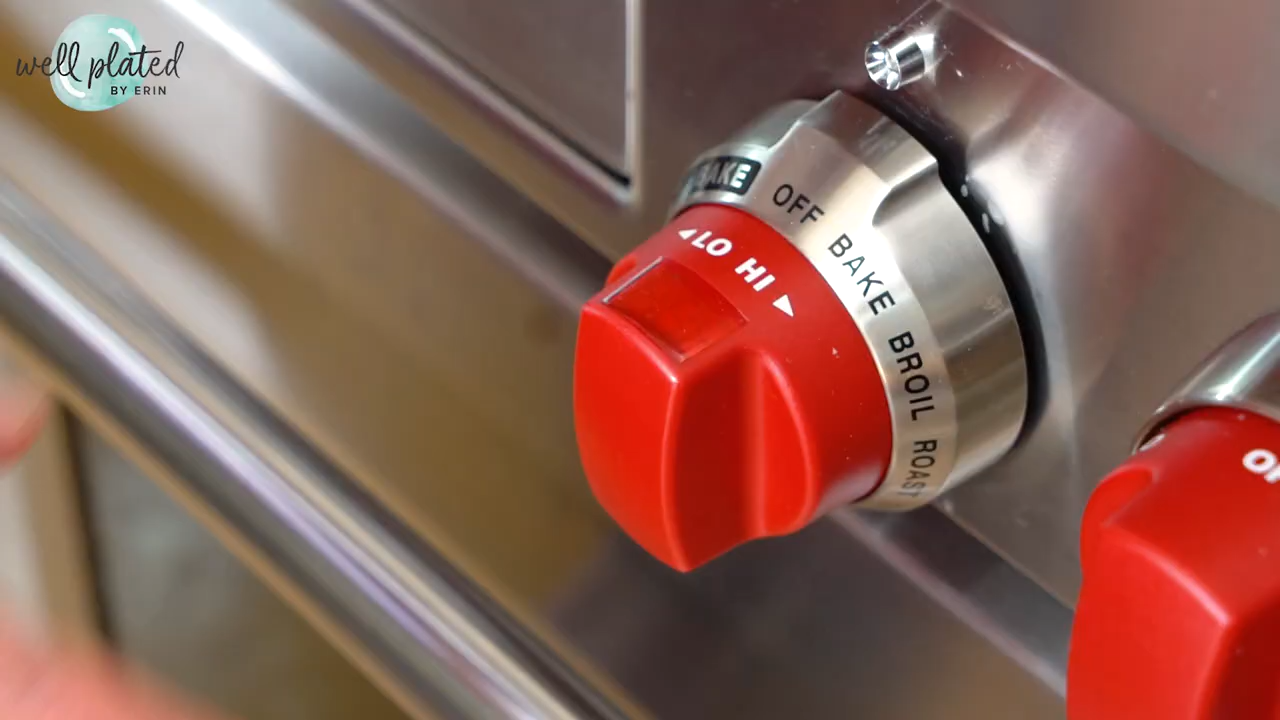 well plated
BY ERIN
BAKE
OFF
BAKE
BROIL
ROAST
◄LO HI ►